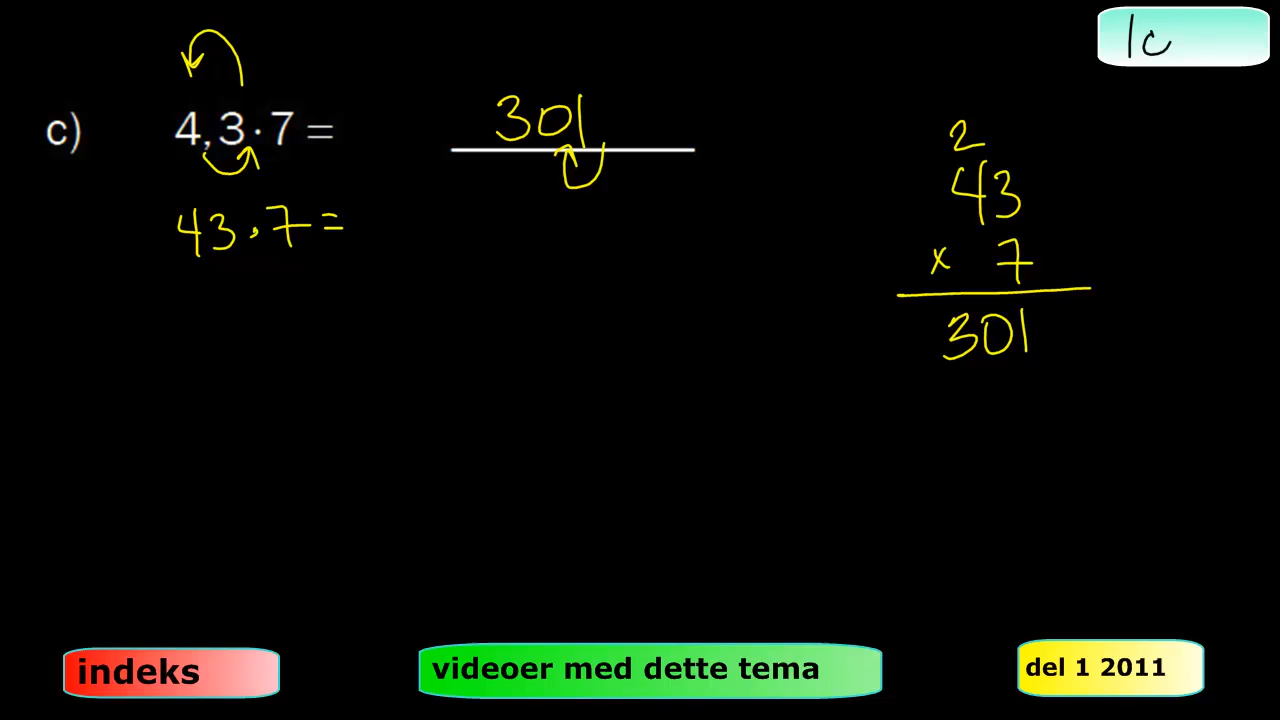 1c
c) 4,3·7= 301
43·7=
2
43
x 7
301
indeks
videoer med dette tema
del 1 2011